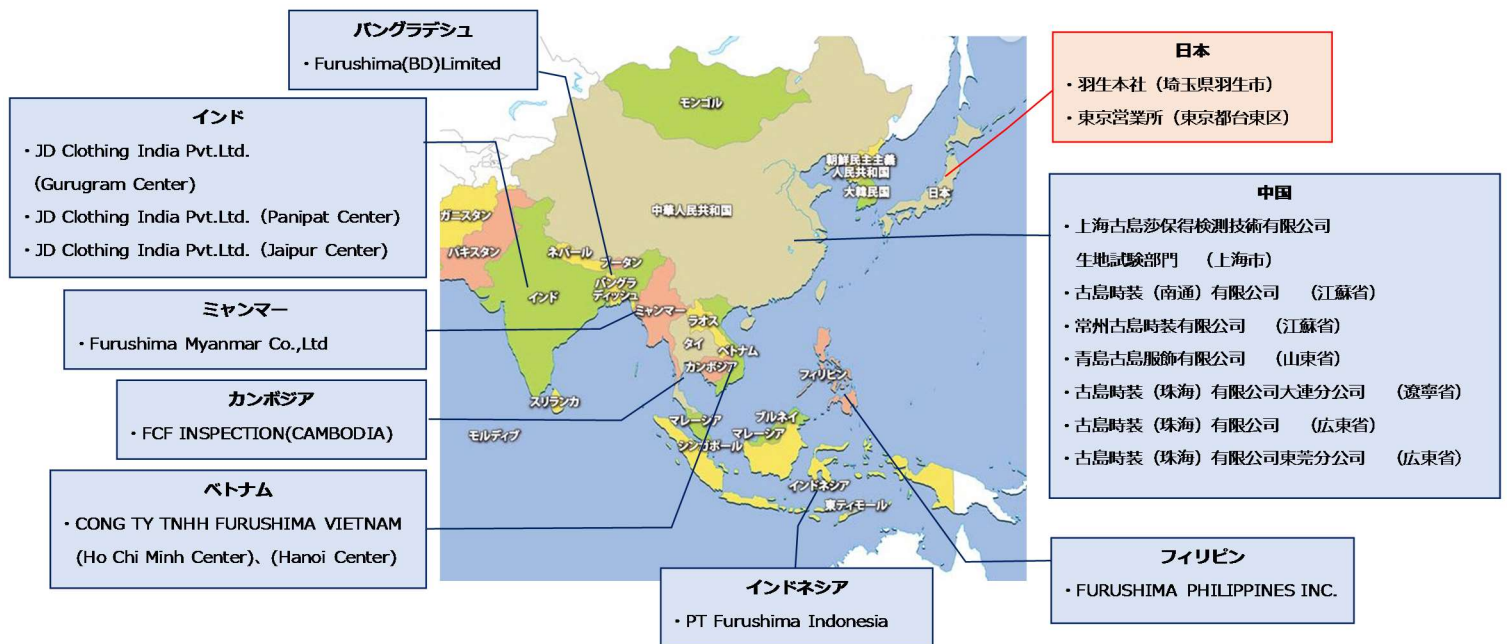 バングラデシュ
・Furushima(BD)Limited
日本
・羽生本社（埼玉県羽生市）
・東京営業所（東京都台東区）
インド
・JD Clothing India Pvt.Ltd.
（Gurugram Center)
・JD Clothing India Pvt.Ltd.（Panipat Center)
・JD Clothing India Pvt.Ltd.（Jaipur Center)
中国
・上海古島莎保得検測技術有限公司
生地試験部門　（上海市）
・古島時装（南通）有限公司　（江蘇省）
・常州古島時装有限公司　（江蘇省）
・青島古島服飾有限公司　（山東省）
・古島時装（珠海）有限公司大連分公司　（遼寧省）
・古島時装（珠海）有限公司　（広東省）
・古島時装（珠海）有限公司東莞分公司　（広東省）
ミャンマー
・Furushima Myanmar Co.,Ltd
カンボジア
・FCF INSPECTION(CAMBODIA)
ベトナム
・CONG TY TNHH FURUSHIMA VIETNAM
(Ho Chi Minh Center)、(Hanoi Center)
インドネシア
・PT Furushima Indonesia
フィリピン
・FURUSHIMA PHILIPPINES INC.
モンゴル
朝鮮民主主義
人民共和国
大韓民国
日本
中華人民共和国
ガニスタン
パキスタン
ネパール
ブータン
バングラ
ディッシュ
インド
ミャンマー
ラオス
タイ
ベトナム
カンボジア
フィリピン
スリランカ
モルディブ
マレーシア
ブルネイ
マレーシア
シンガポール
インドネシア
東ティモール